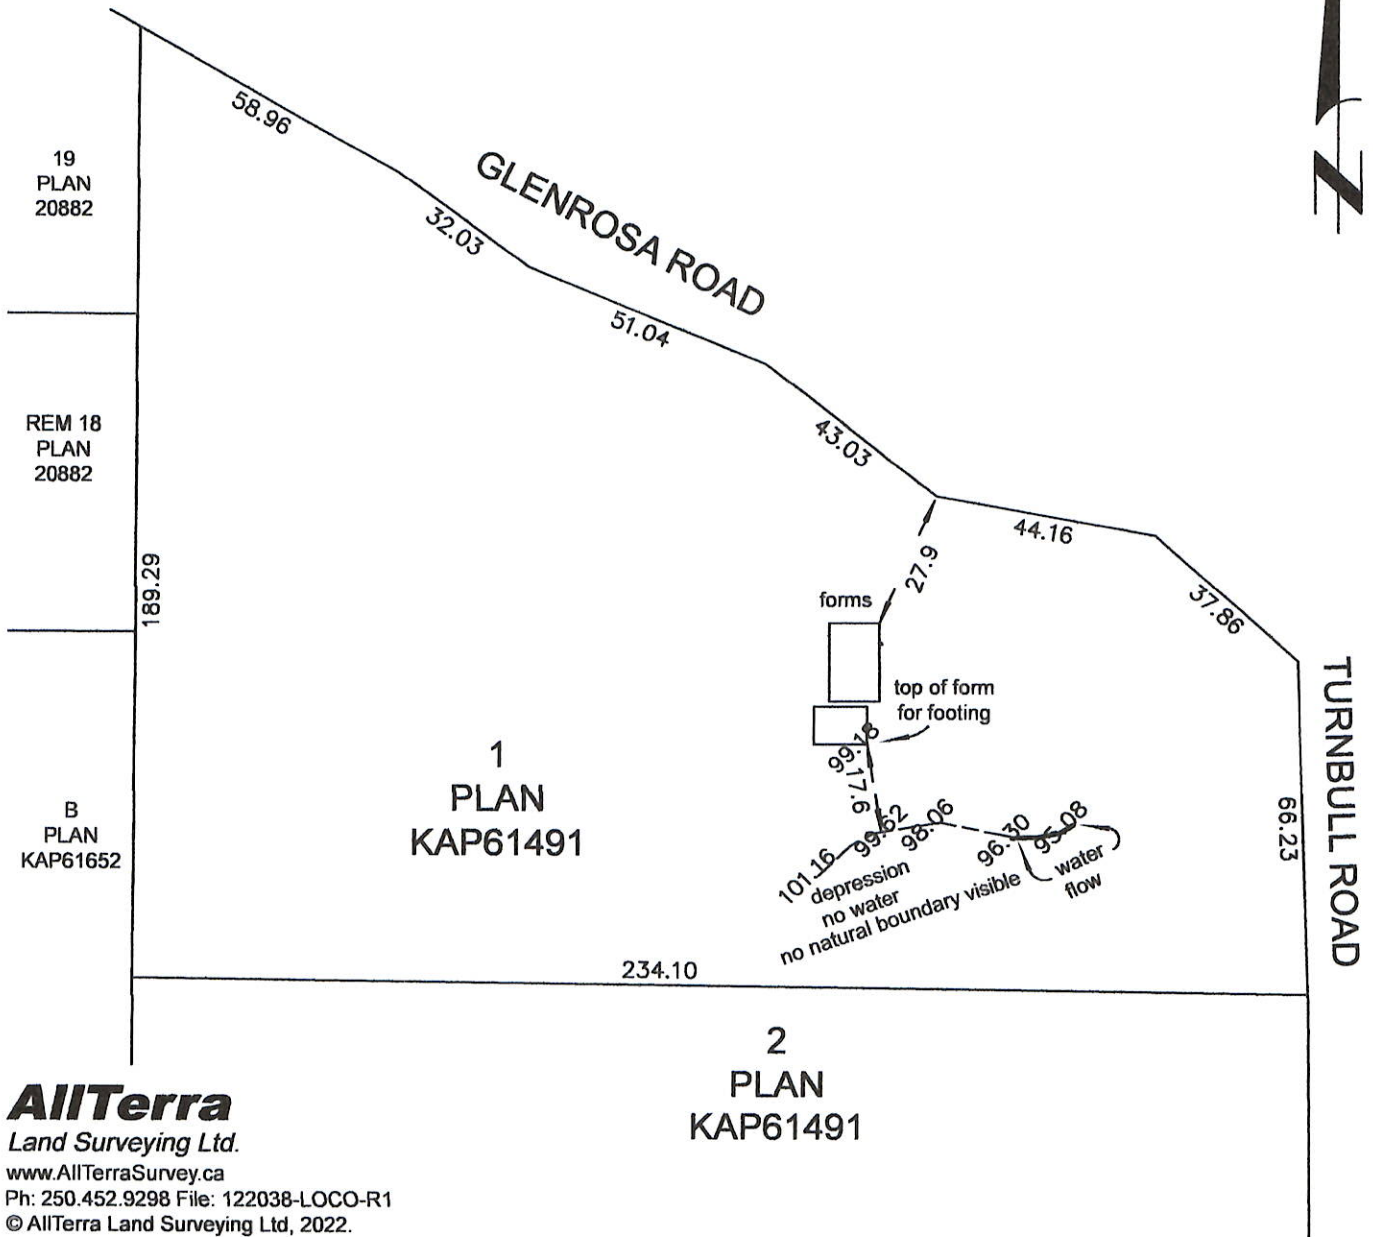 58.96
GLENROSA ROAD
32.03
51.04
43.03
44.16
37.86
27.9
N
19
PLAN
20882
REM 18
PLAN
20882
189.29
B
PLAN
KAP61652
forms
top of form
for footing
99.18
17.6
1
PLAN
KAP61491
101.16
99.62
98.06
96.30
95.08
depression
no water
no natural boundary visible
water
flow
66.23
TURNBULL ROAD
234.10
2
PLAN
KAP61491
AllTerra
Land Surveying Ltd.
www.AllTerraSurvey.ca
Ph: 250.452.9298 File: 122038-LOCO-R1
© AllTerra Land Surveying Ltd, 2022.